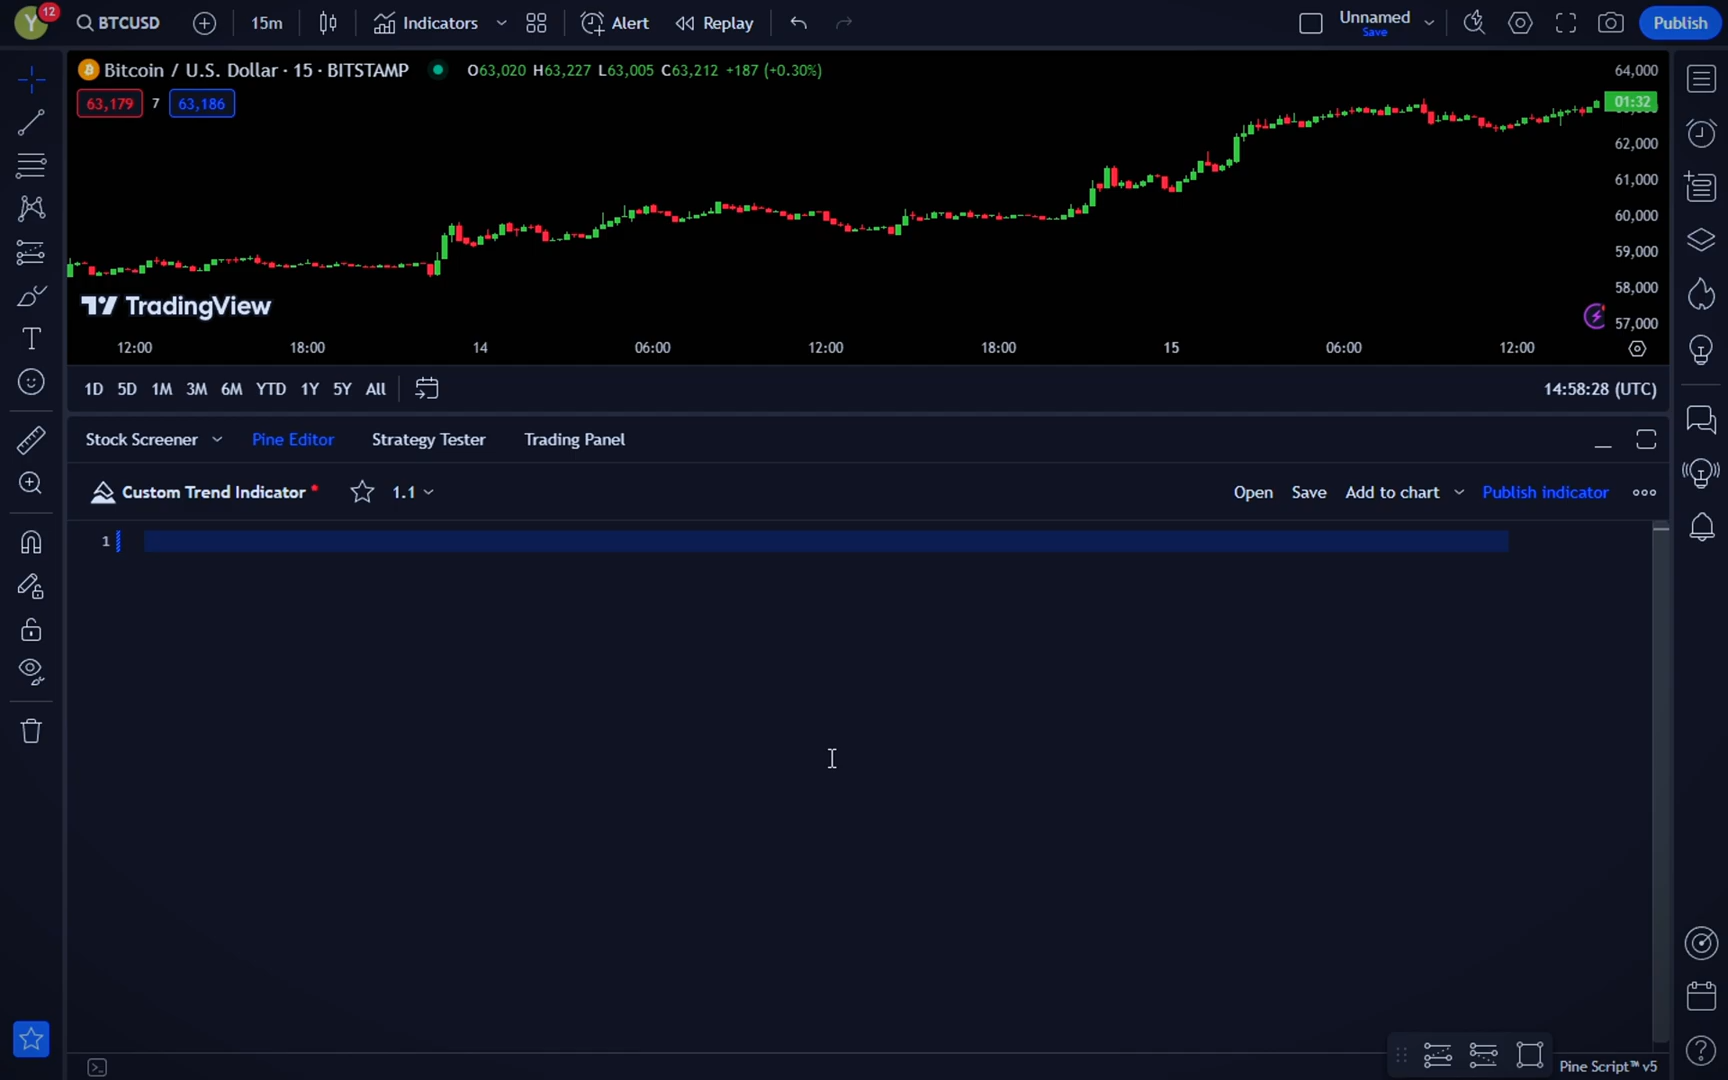 Y 12 BTCUSD 15m Indicators Alert Replay Unnamed Save Publish
Bitcoin / U.S. Dollar · 15 · BITSTAMP O63,020 H63,227 L63,005 C63,212 +187 (+0.30%)
63,179 7 63,186
64,000
01:32
62,000
61,000
60,000
59,000
58,000
57,000
TradingView
12:00 18:00 14 06:00 12:00 18:00 15 06:00 12:00
1D 5D 1M 3M 6M YTD 1Y 5Y All 14:58:28 (UTC)
Stock Screener Pine Editor Strategy Tester Trading Panel
Custom Trend Indicator 1.1 Open Save Add to chart Publish indicator
1
Pine Script™ v5